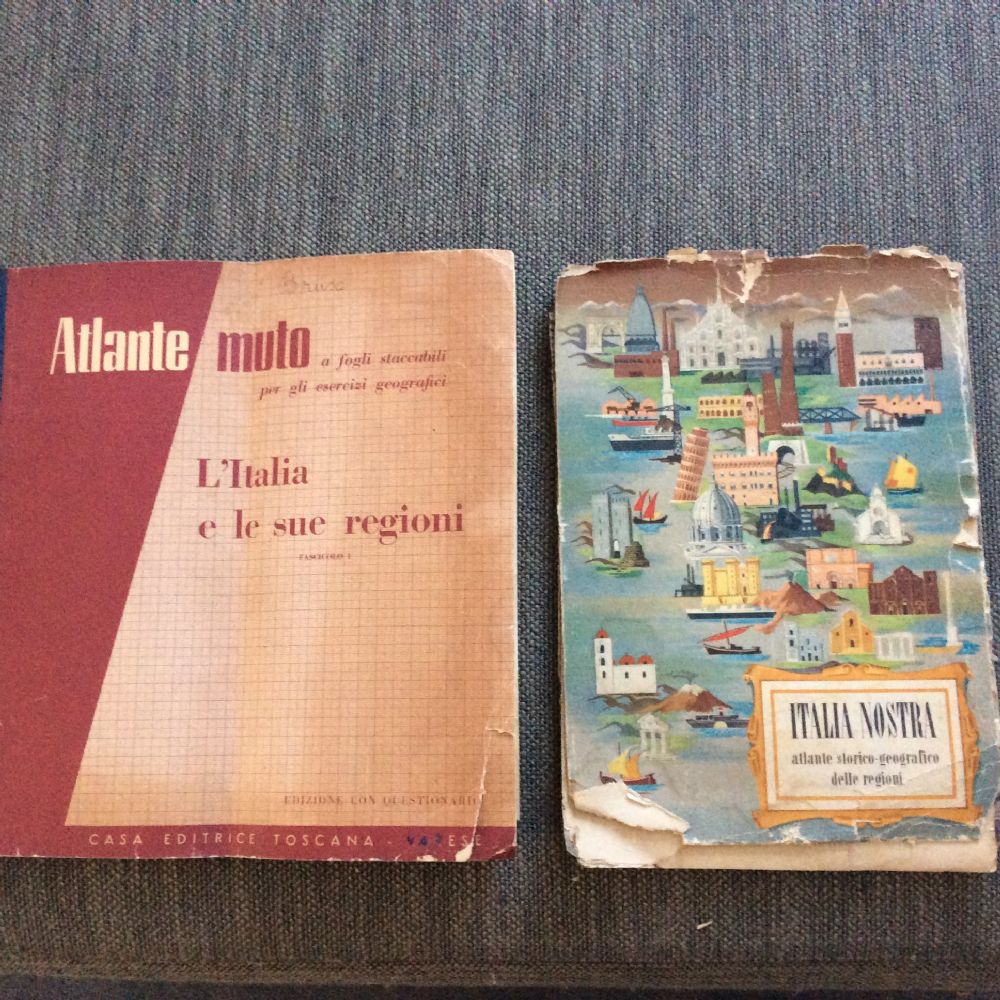 Atlante muto a fogli staccabili
per gli esercizi geografici
L'Italia
e le sue regioni
FASCICOLO I
EDIZIONE CON QUESTIONARIO
CASA EDITRICE TOSCANA - VARESE
ITALIA NOSTRA
atlante storico-geografico
delle regioni